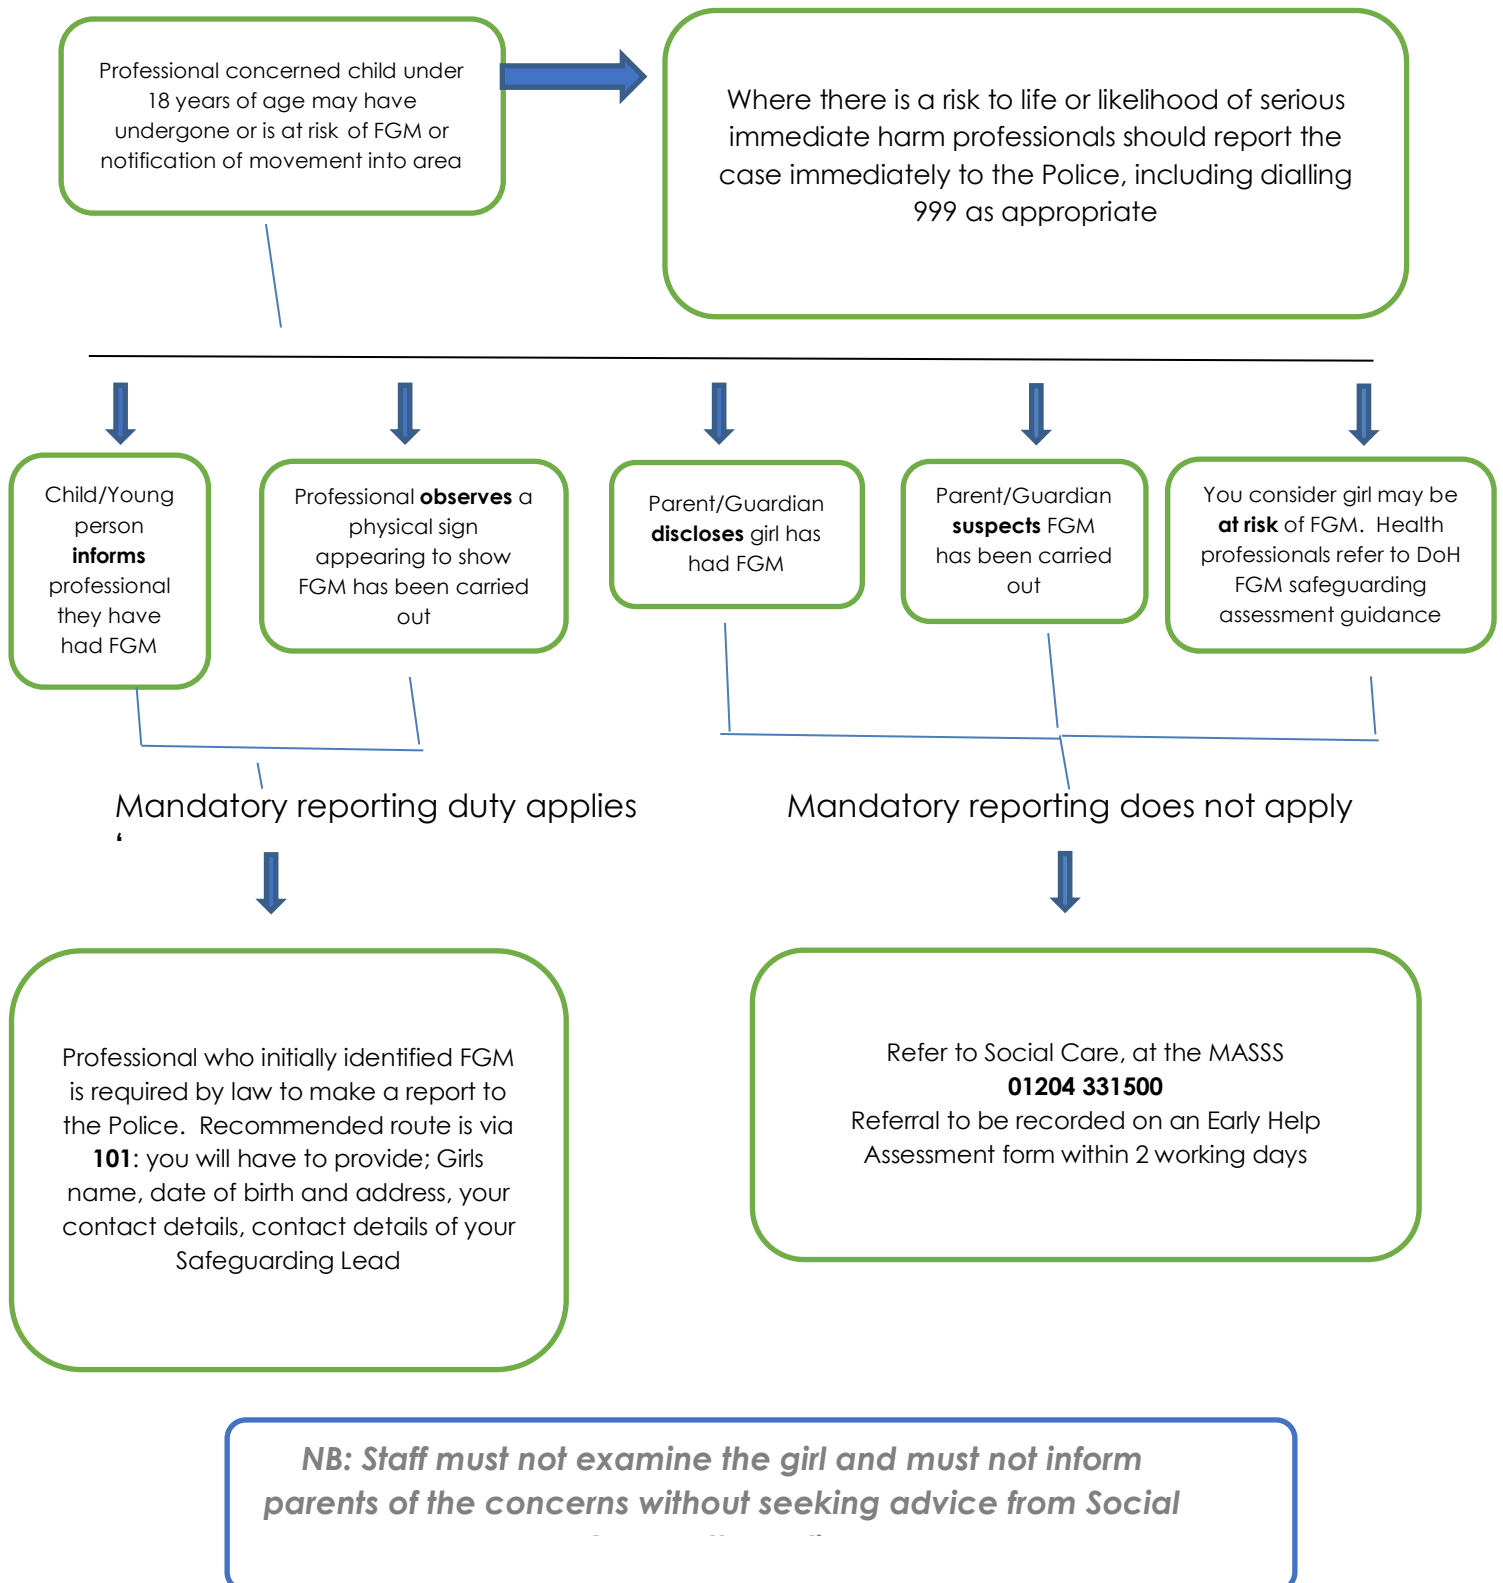 Professional concerned child under
18 years of age may have
undergone or is at risk of FGM or
notification of movement into area
Where there is a risk to life or likelihood of serious
immediate harm professionals should report the
case immediately to the Police, including dialling
999 as appropriate
Child/Young
person
informs
professional
they have
had FGM
Professional observes a
physical sign
appearing to show
FGM has been carried
out
Parent/Guardian
discloses girl has
had FGM
Parent/Guardian
suspects FGM
has been carried
out
You consider girl may be
at risk of FGM.  Health
professionals refer to DoH
FGM safeguarding
assessment guidance
Mandatory reporting duty applies
‘
Mandatory reporting does not apply
Professional who initially identified FGM
is required by law to make a report to
the Police.  Recommended route is via
101: you will have to provide; Girls
name, date of birth and address, your
contact details, contact details of your
Safeguarding Lead
Refer to Social Care, at the MASSS
01204 331500
Referral to be recorded on an Early Help
Assessment form within 2 working days
NB: Staff must not examine the girl and must not inform
parents of the concerns without seeking advice from Social